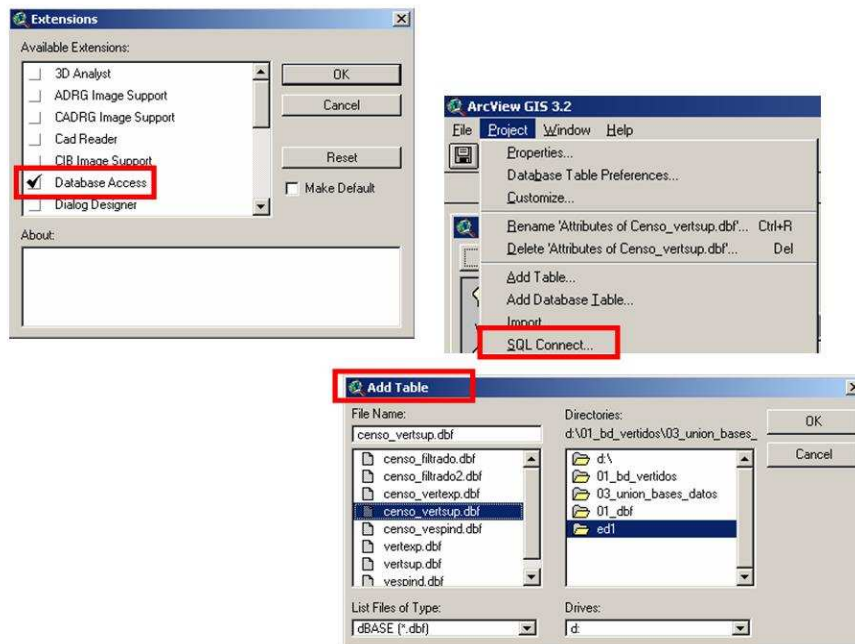 Extensions
Available Extensions:
3D Analyst
ADRG Image Support
CADRG Image Support
Cad Reader
CIB Image Support
Database Access
Dialog Designer
OK
Cancel
Reset
Make Default
About:
ArcView GIS 3.2
File Project Window Help
Properties...
Database Table Preferences...
Customize...
Rename 'Attributes of Censo_vertsup.dbf'... Ctrl+R
Delete 'Attributes of Censo_vertsup.dbf'... Del
Add Table...
Add Database Table...
Import
SQL Connect...
Add Table
File Name:
censo_vertsup.dbf
censo_filtrado.dbf
censo_filtrado2.dbf
censo_vertexp.dbf
censo_vertsup.dbf
censo_vespind.dbf
vertexp.dbf
vertsup.dbf
vespind.dbf
List Files of Type:
dBASE (*.dbf)
Directories:
d:\01_bd_vertidos\03_union_bases_
d:\
01_bd_vertidos
03_union_bases_datos
01_dbf
ed1
Drives:
d:
OK
Cancel